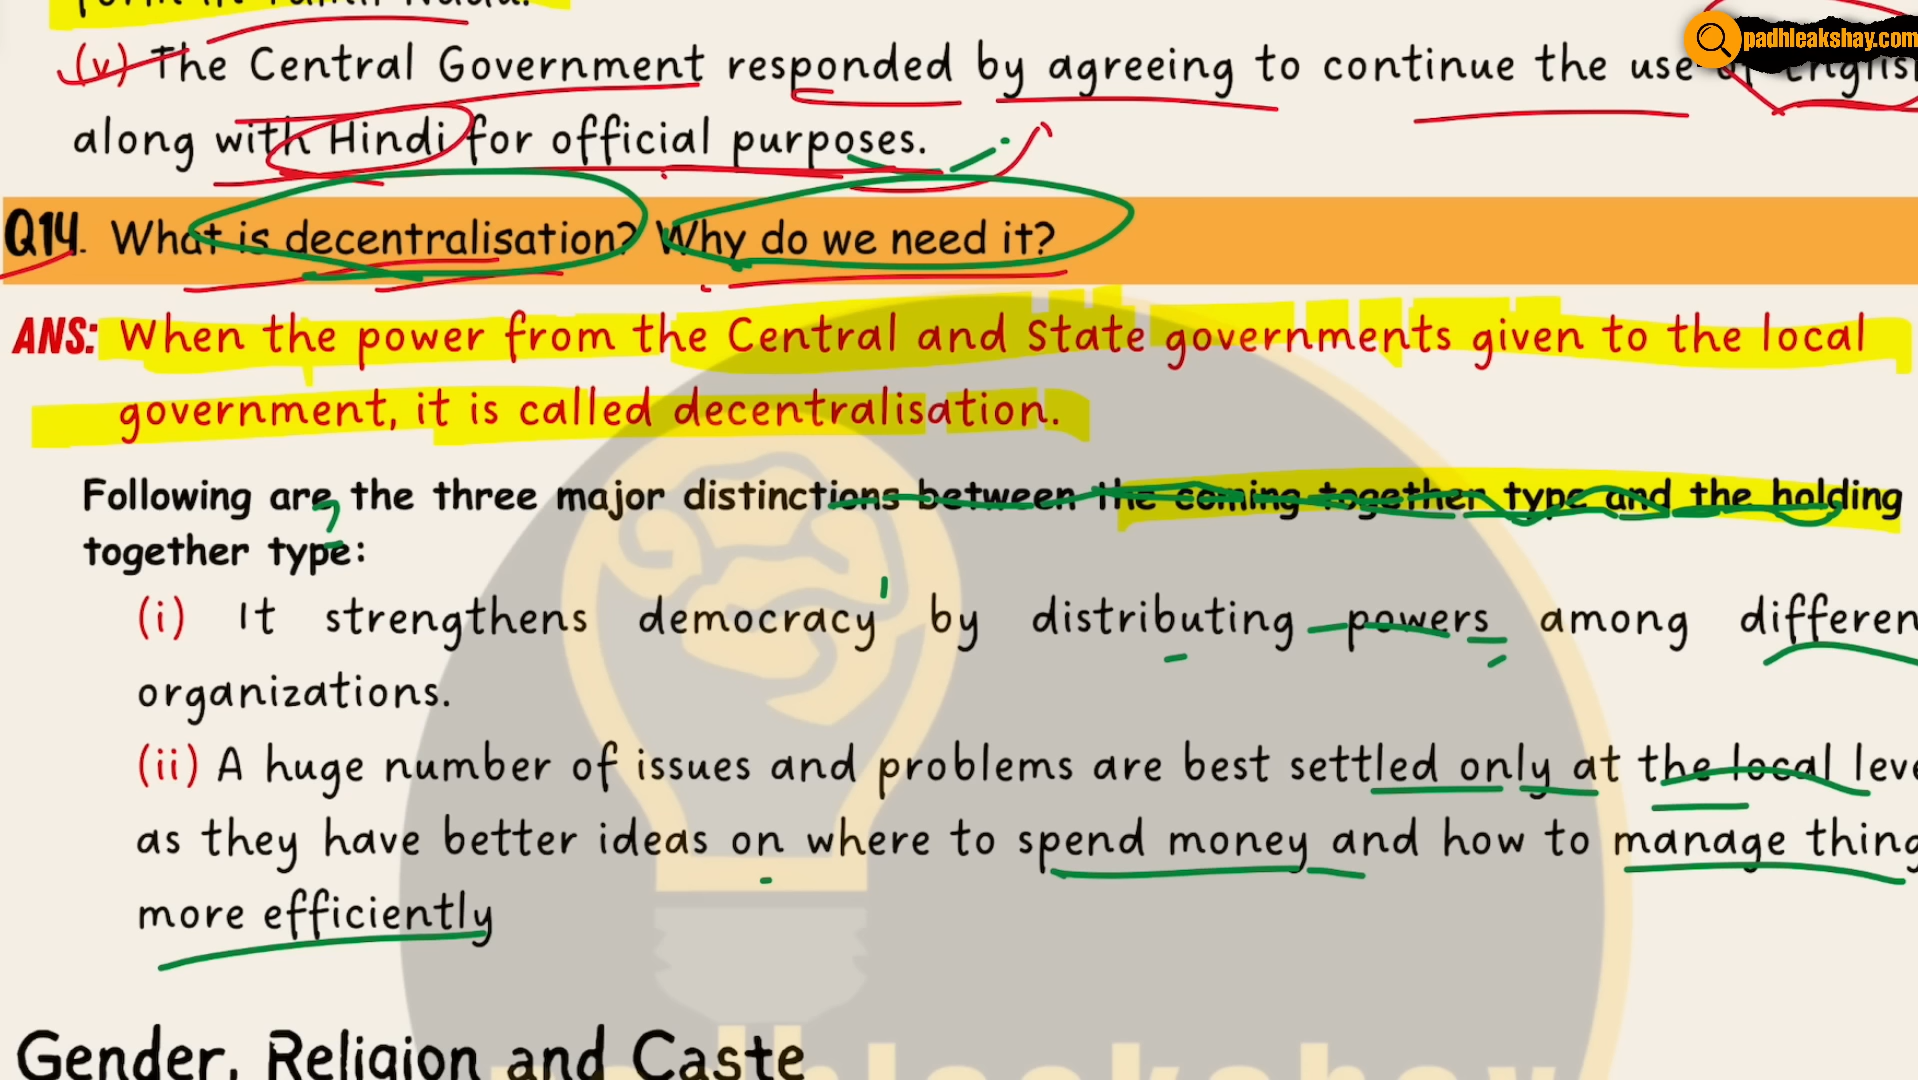 padhleakshay.com
(v) The Central Government responded by agreeing to continue the use of English
along with Hindi for official purposes.
Q14. What is decentralisation? Why do we need it?
ANS: When the power from the Central and State governments given to the local
government, it is called decentralisation.
Following are the three major distinctions between the coming together type and the holding
together type:
(i) It strengthens democracy by distributing powers among differen
organizations.
(ii) A huge number of issues and problems are best settled only at the local leve
as they have better ideas on where to spend money and how to manage thing
more efficiently
Gender, Religion and Caste